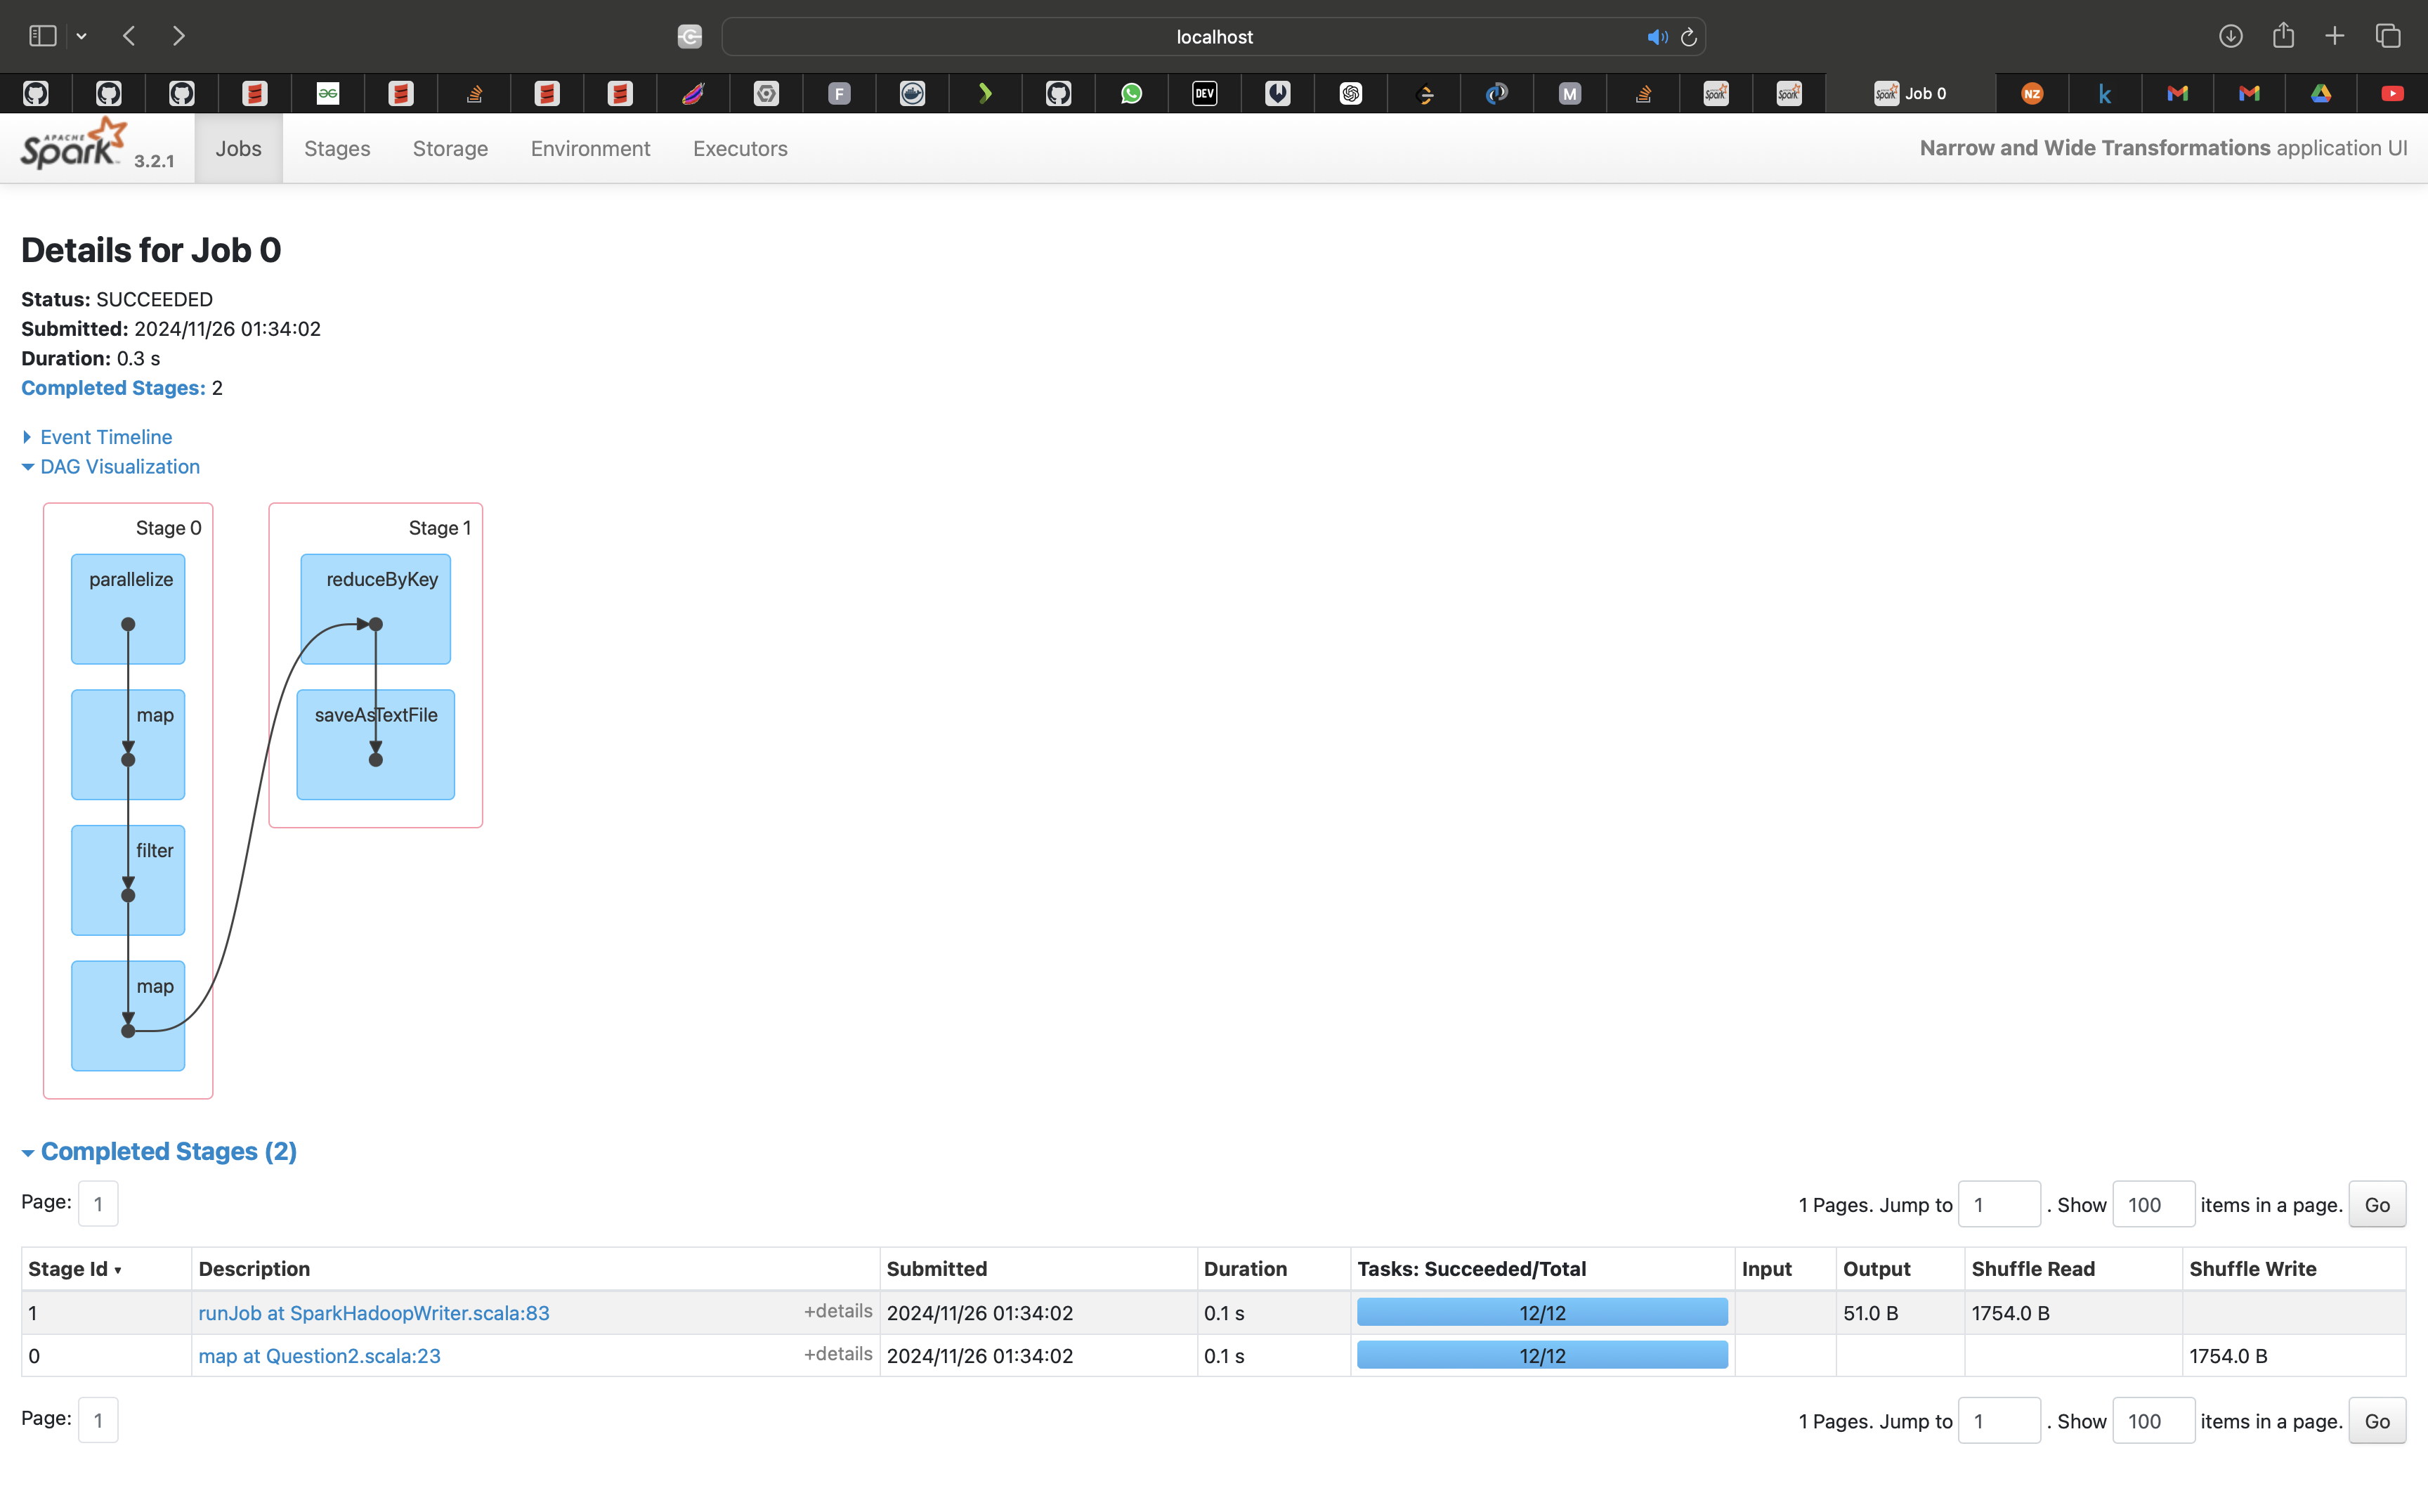 localhost
F
DEV
M
Spark
Spark
Spark Job 0
NZ
k
APACHE
Spark 3.2.1
Jobs
Stages
Storage
Environment
Executors
Narrow and Wide Transformations application UI
Details for Job 0
Status: SUCCEEDED
Submitted: 2024/11/26 01:34:02
Duration: 0.3 s
Completed Stages: 2
Event Timeline
DAG Visualization
Stage 0
parallelize
map
filter
map
Stage 1
reduceByKey
saveAsTextFile
Completed Stages (2)
Page: 1
1 Pages. Jump to 1 . Show 100 items in a page. Go
Stage Id ▾ Description Submitted Duration Tasks: Succeeded/Total Input Output Shuffle Read Shuffle Write
1 runJob at SparkHadoopWriter.scala:83 +details 2024/11/26 01:34:02 0.1 s 12/12 51.0 B 1754.0 B
0 map at Question2.scala:23 +details 2024/11/26 01:34:02 0.1 s 12/12 1754.0 B
Page: 1
1 Pages. Jump to 1 . Show 100 items in a page. Go